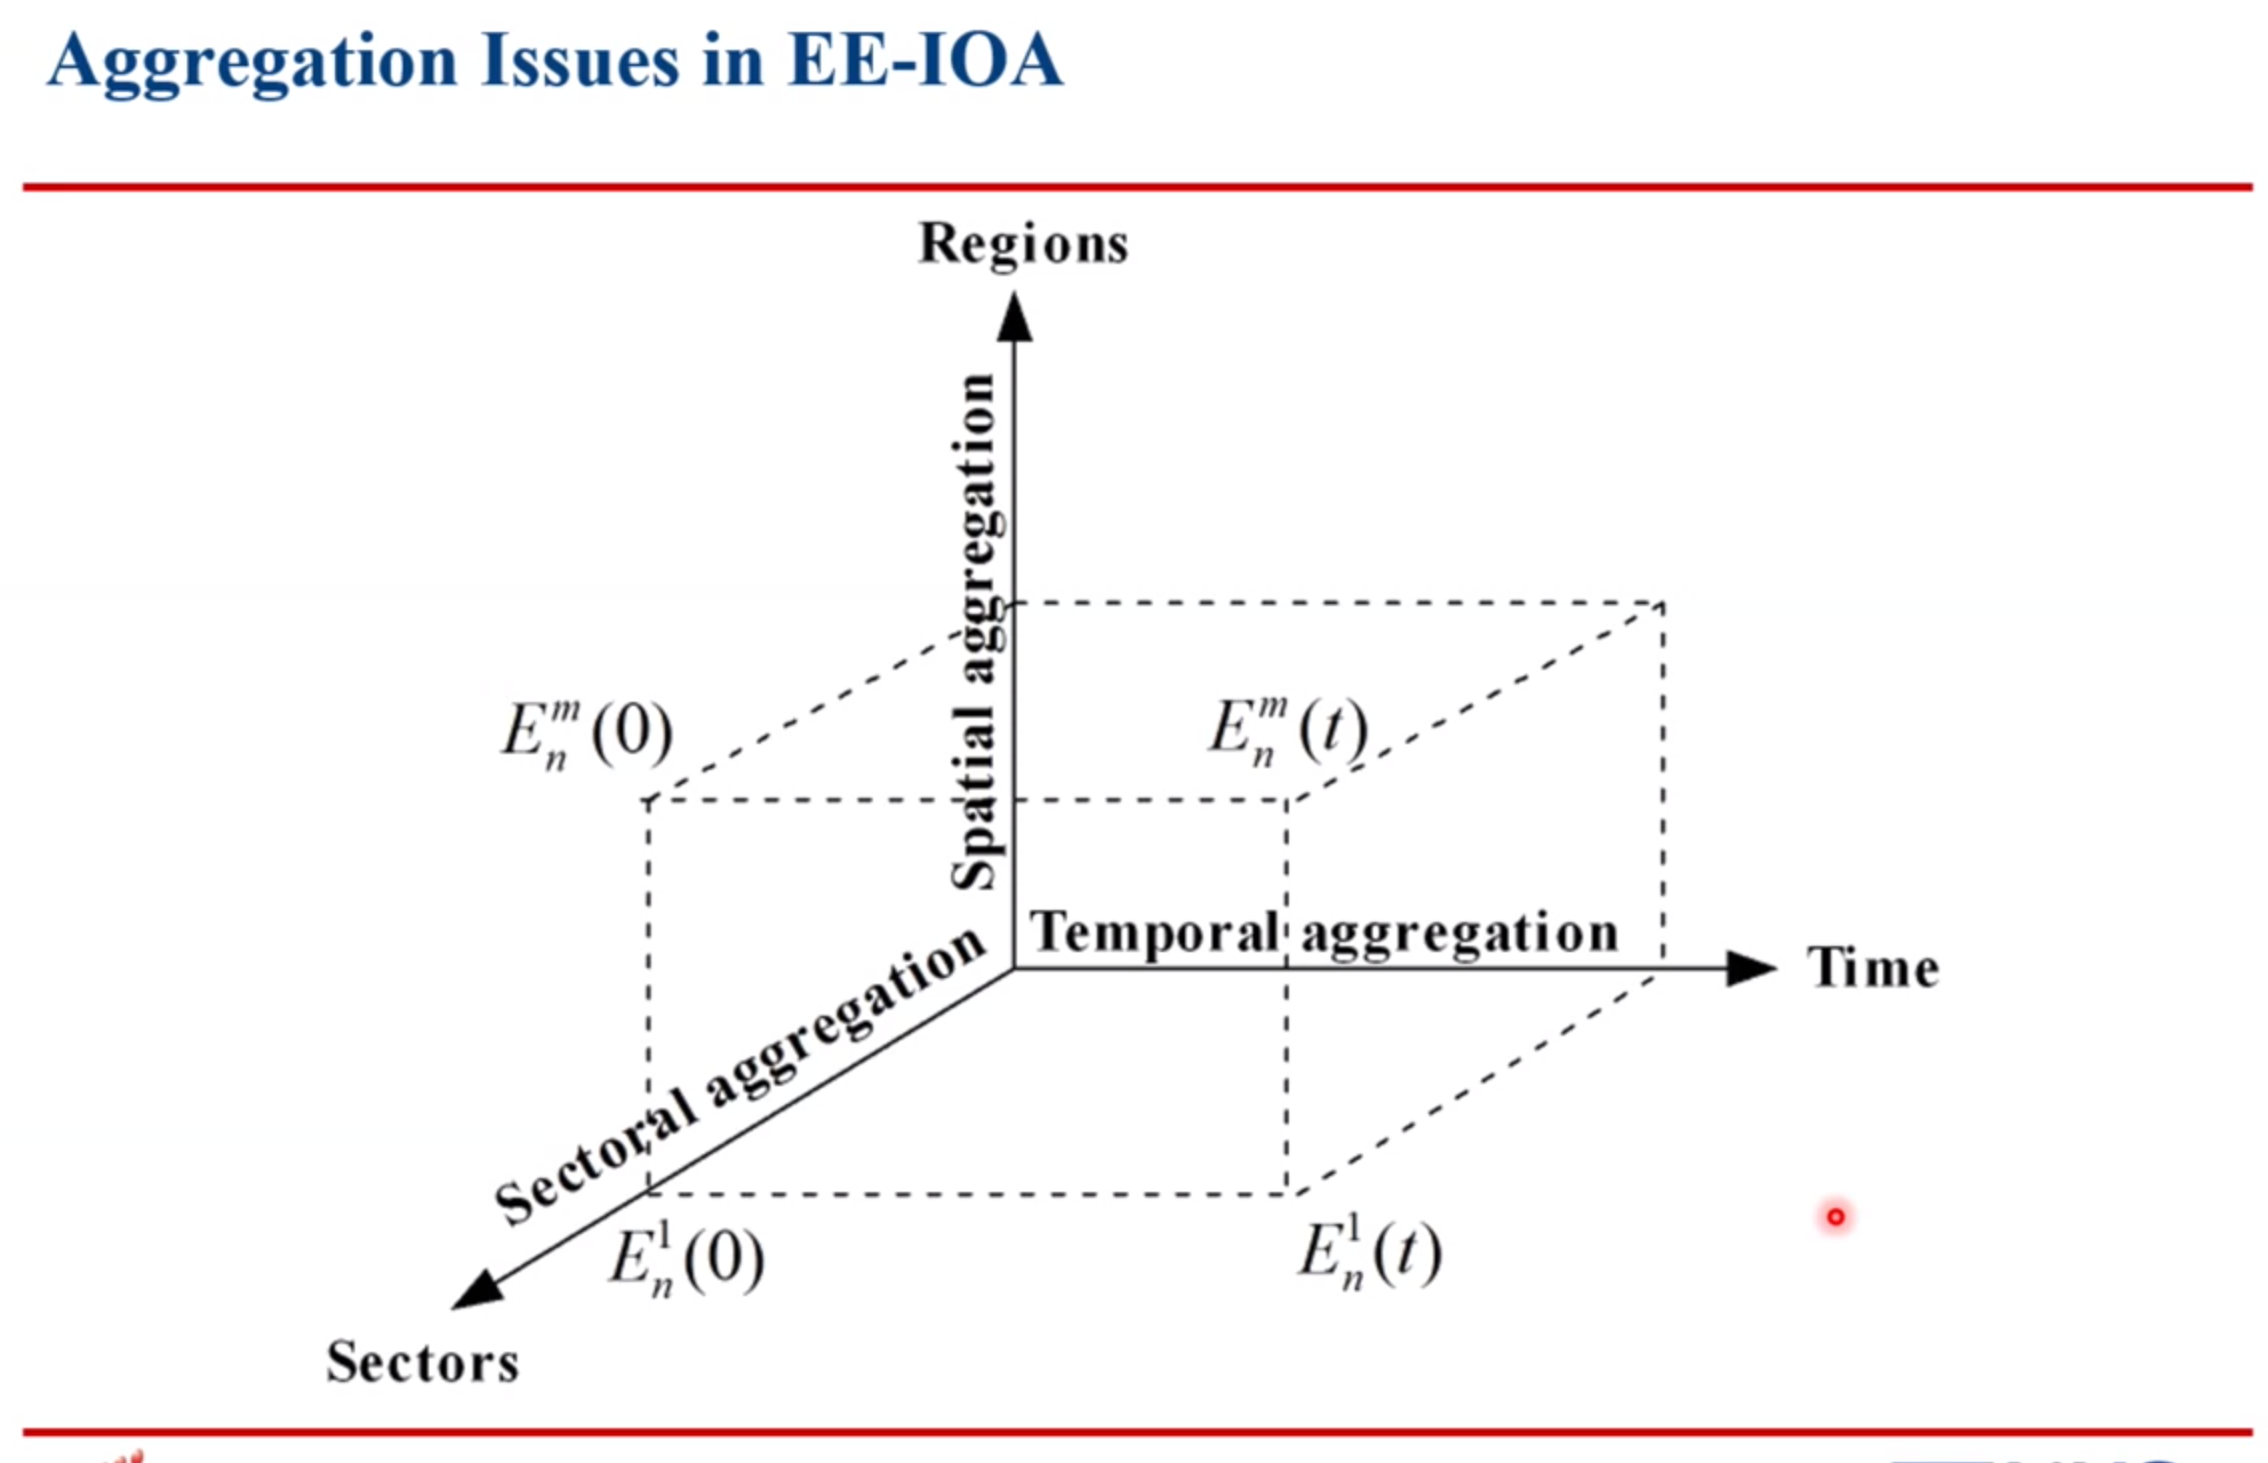 Aggregation Issues in EE-IOA
Regions
Spatial aggregation
E_n^m(0)
E_n^m(t)
Temporal aggregation
Time
Sectoral aggregation
E_n^1(0)
E_n^1(t)
Sectors